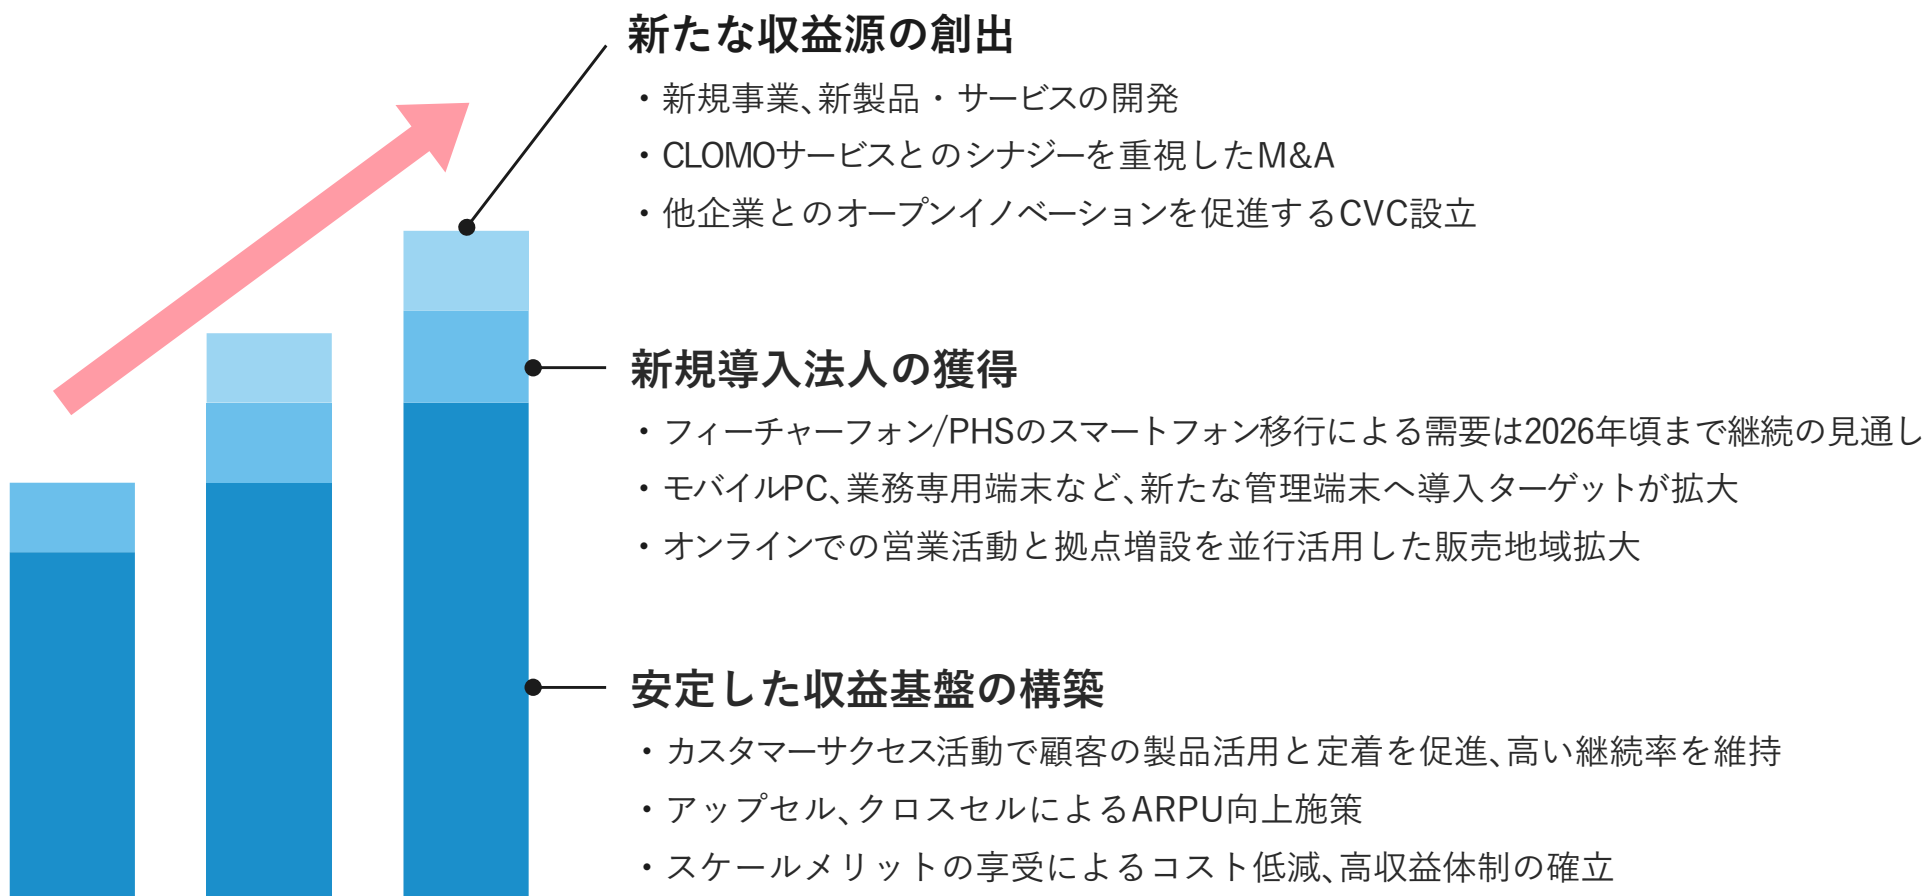 新たな収益源の創出
・新規事業、新製品・サービスの開発
・CLOMOサービスとのシナジーを重視したM&A
・他企業とのオープンイノベーションを促進するCVC設立
新規導入法人の獲得
・フィーチャーフォン/PHSのスマートフォン移行による需要は2026年頃まで継続の見通し
・モバイルPC、業務専用端末など、新たな管理端末へ導入ターゲットが拡大
・オンラインでの営業活動と拠点増設を並行活用した販売地域拡大
安定した収益基盤の構築
・カスタマーサクセス活動で顧客の製品活用と定着を促進、高い継続率を維持
・アップセル、クロスセルによるARPU向上施策
・スケールメリットの享受によるコスト低減、高収益体制の確立